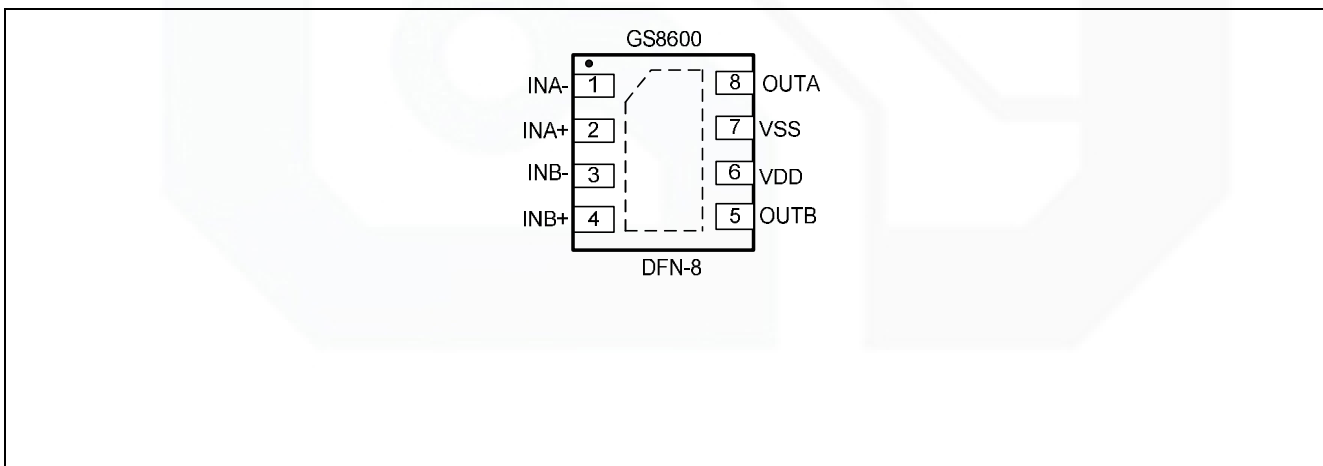 GS8600
INA- 1 8 OUTA
INA+ 2 7 VSS
INB- 3 6 VDD
INB+ 4 5 OUTB
DFN-8